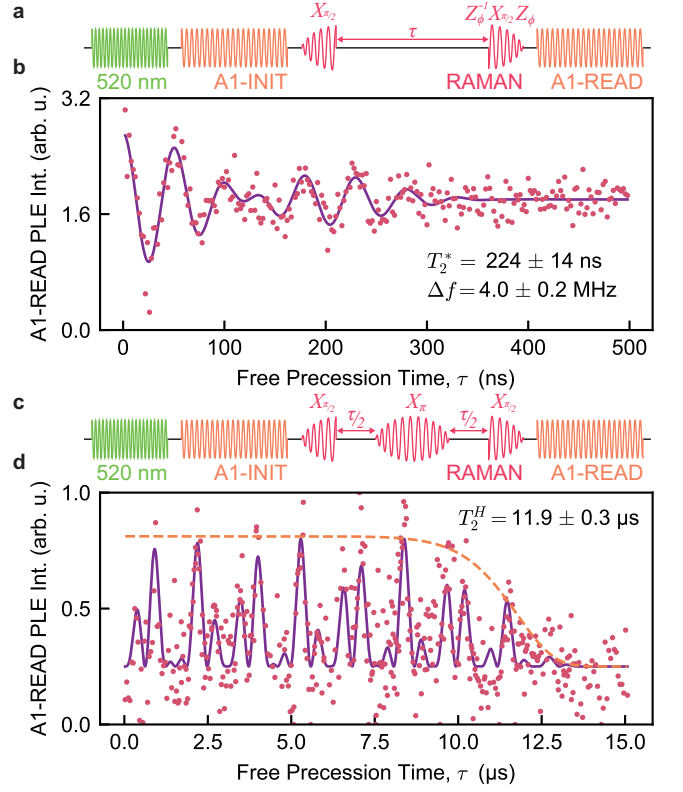 a
X_{π/2}
Z_ϕ^{-1} X_{π/2} Z_ϕ
τ
520 nm
A1-INIT
RAMAN
A1-READ
b
A1-READ PLE Int. (arb. u.)
3.2
1.6
0.0
T_2^* = 224 ± 14 ns
Δf = 4.0 ± 0.2 MHz
0 100 200 300 400 500
Free Precession Time, τ (ns)
c
X_{π/2}
X_π
X_{π/2}
τ/2
τ/2
520 nm
A1-INIT
RAMAN
A1-READ
d
A1-READ PLE Int. (arb. u.)
1.0
0.5
0.0
T_2^H = 11.9 ± 0.3 μs
0.0 2.5 5.0 7.5 10.0 12.5 15.0
Free Precession Time, τ (μs)